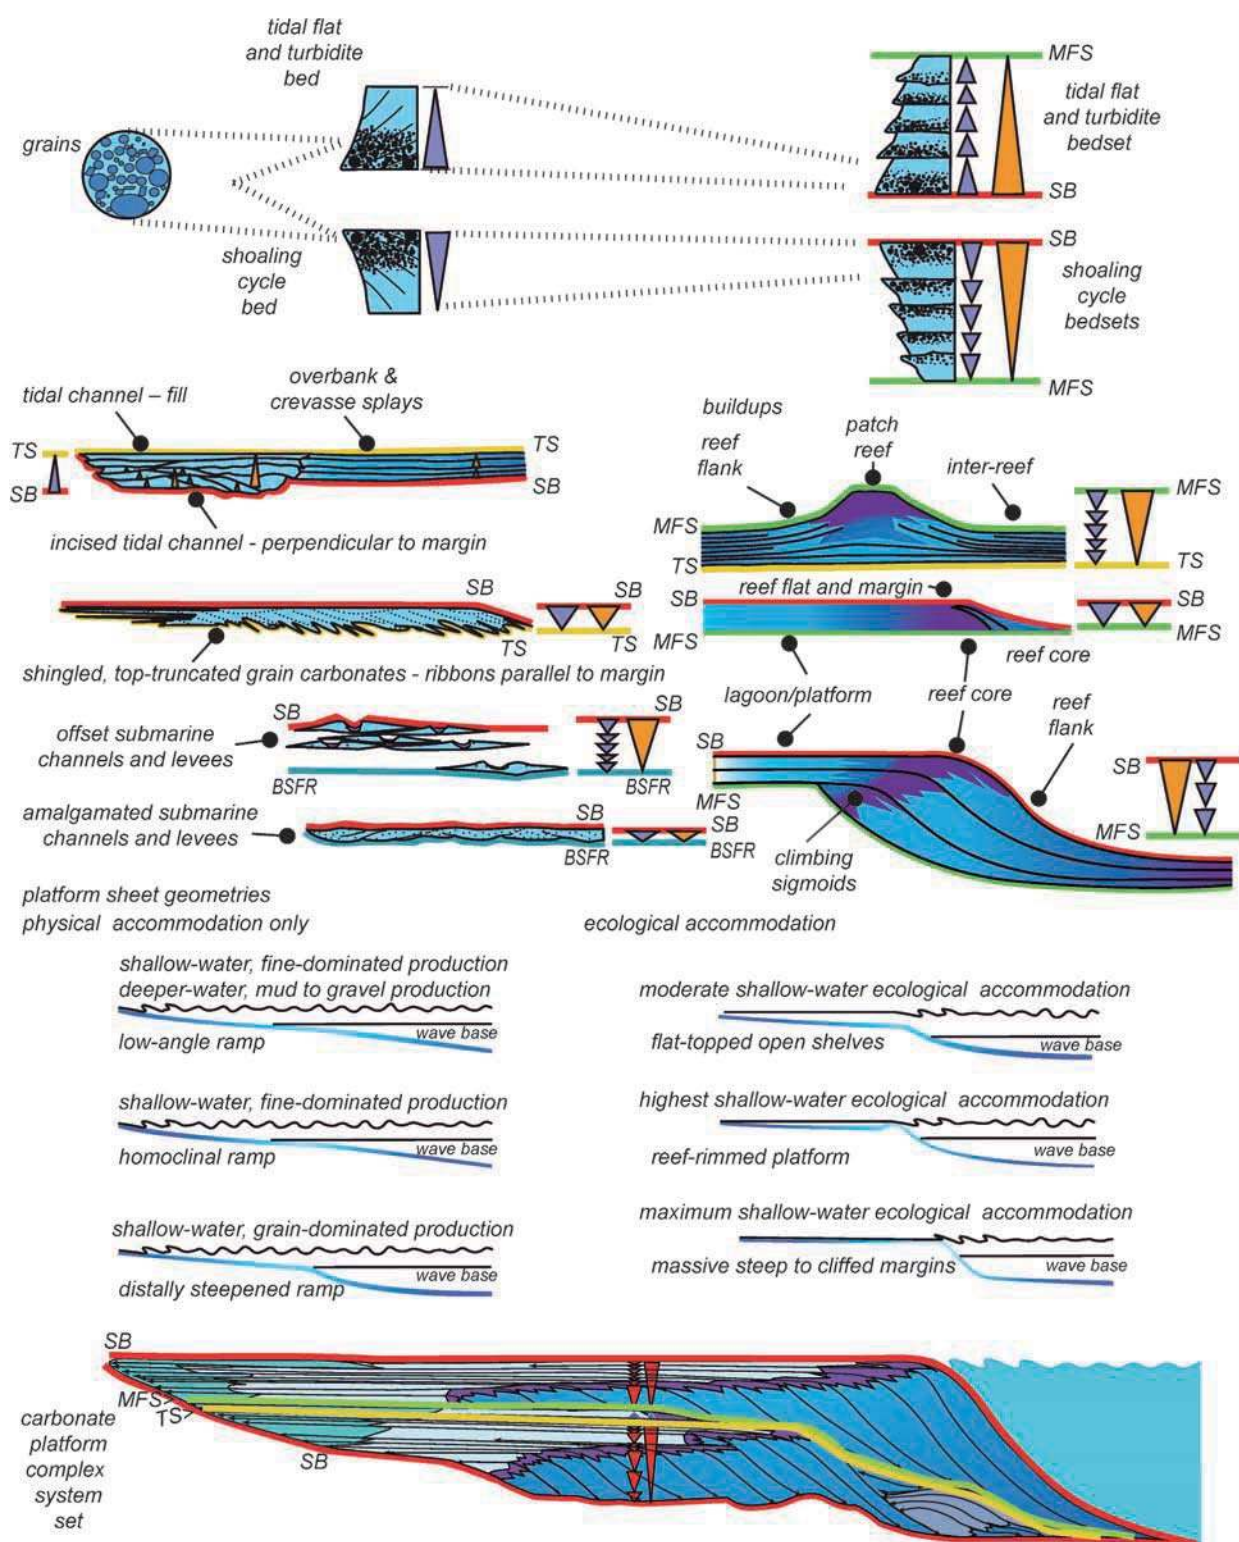 tidal flat
and turbidite
bed
grains
shoaling
cycle
bed
MFS
tidal flat
and turbidite
bedset
SB
SB
shoaling
cycle
bedsets
MFS
tidal channel – fill
overbank &
crevasse splays
TS
SB
TS
SB
incised tidal channel - perpendicular to margin
buildups
reef
flank
patch
reef
inter-reef
MFS
TS
MFS
TS
SB
SB
TS
TS
shingled, top-truncated grain carbonates - ribbons parallel to margin
reef flat and margin
SB
MFS
SB
MFS
reef core
offset submarine
channels and levees
SB
BSFR
SB
BSFR
amalgamated submarine
channels and levees
SB
BSFR
SB
BSFR
lagoon/platform
reef core
reef
flank
SB
MFS
climbing
sigmoids
SB
MFS
platform sheet geometries
physical accommodation only
shallow-water, fine-dominated production
deeper-water, mud to gravel production
wave base
low-angle ramp
shallow-water, fine-dominated production
wave base
homoclinal ramp
shallow-water, grain-dominated production
wave base
distally steepened ramp
ecological accommodation
moderate shallow-water ecological accommodation
wave base
flat-topped open shelves
highest shallow-water ecological accommodation
wave base
reef-rimmed platform
maximum shallow-water ecological accommodation
wave base
massive steep to cliffed margins
SB
MFS
TS
SB
carbonate
platform
complex
system
set